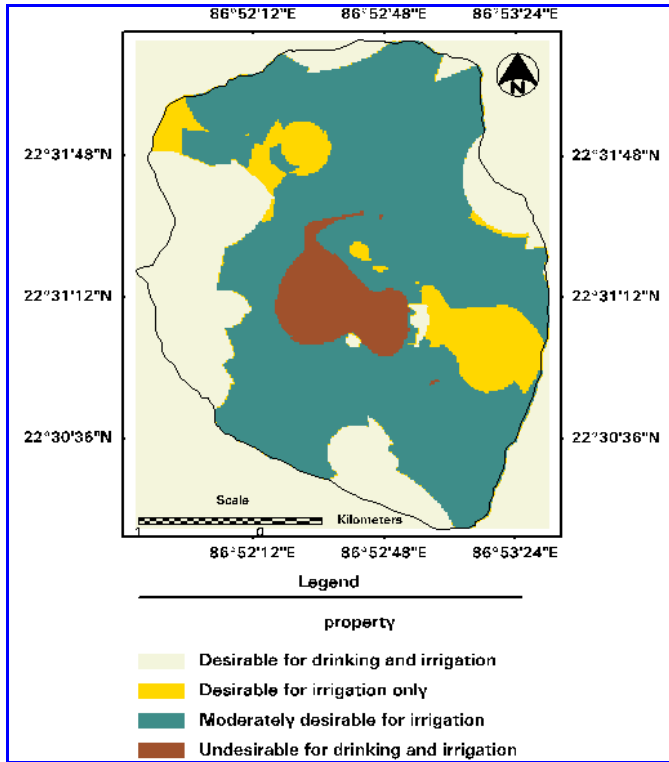 86°52'12"E 86°52'48"E 86°53'24"E
N
22°31'48"N 22°31'48"N
22°31'12"N 22°31'12"N
22°30'36"N 22°30'36"N
Scale
Kilometers
1 0
86°52'12"E 86°52'48"E 86°53'24"E
Legend
property
Desirable for drinking and irrigation
Desirable for irrigation only
Moderately desirable for irrigation
Undesirable for drinking and irrigation